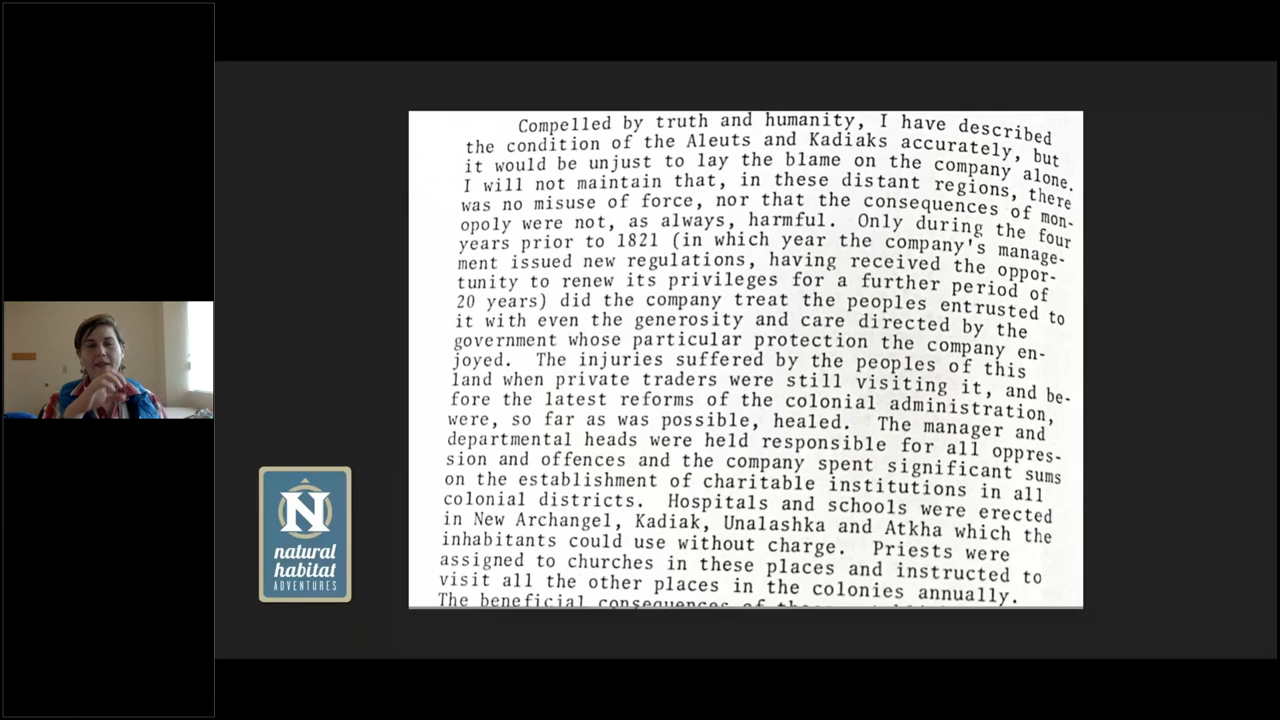 Compelled by truth and humanity, I have described
the condition of the Aleuts and Kadiaks accurately, but
it would be unjust to lay the blame on the company alone.
I will not maintain that, in these distant regions, there
was no misuse of force, nor that the consequences of mon-
opoly were not, as always, harmful. Only during the four
years prior to 1821 (in which year the company's manage-
ment issued new regulations, having received the oppor-
tunity to renew its privileges for a further period of
20 years) did the company treat the peoples entrusted to
it with even the generosity and care directed by the
government whose particular protection the company en-
joyed. The injuries suffered by the peoples of this
land when private traders were still visiting it, and be-
fore the latest reforms of the colonial administration,
were, so far as was possible, healed. The manager and
departmental heads were held responsible for all oppres-
sion and offences and the company spent significant sums
on the establishment of charitable institutions in all
colonial districts. Hospitals and schools were erected
in New Archangel, Kadiak, Unalashka and Atkha which the
inhabitants could use without charge. Priests were
assigned to churches in these places and instructed to
visit all the other places in the colonies annually.
The beneficial consequences of
N
natural
habitat
ADVENTURES